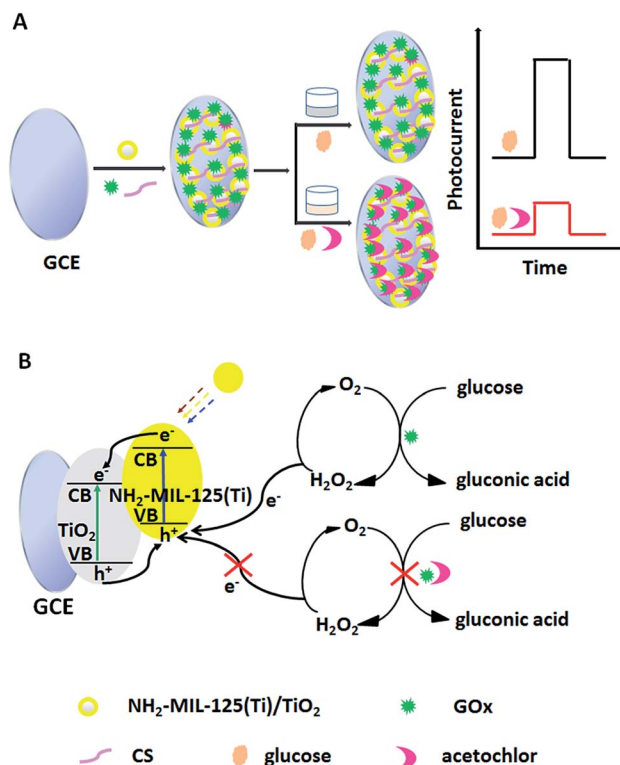 A
GCE
Photocurrent
Time
B
e⁻
CB
NH₂-MIL-125(Ti)
VB
h⁺
e⁻
CB
TiO₂
VB
h⁺
GCE
O₂
glucose
H₂O₂
gluconic acid
e⁻
O₂
glucose
e⁻
H₂O₂
gluconic acid
NH₂-MIL-125(Ti)/TiO₂
GOx
CS
glucose
acetochlor